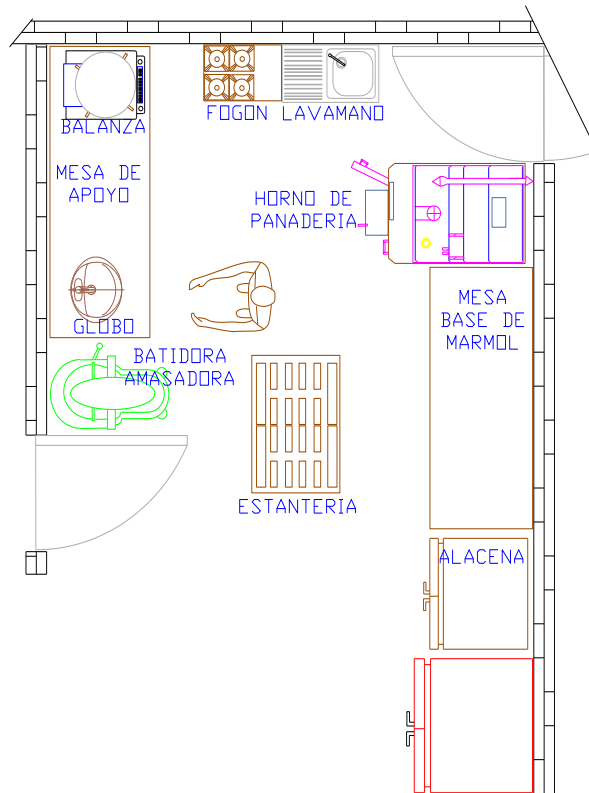 BALANZA
FOGON LAVAMANO
MESA DE
APOYO
HORNO DE
PANADERIA
GLOBO
MESA
BASE DE
MARMOL
BATIDORA
AMASADORA
ESTANTERIA
ALACENA